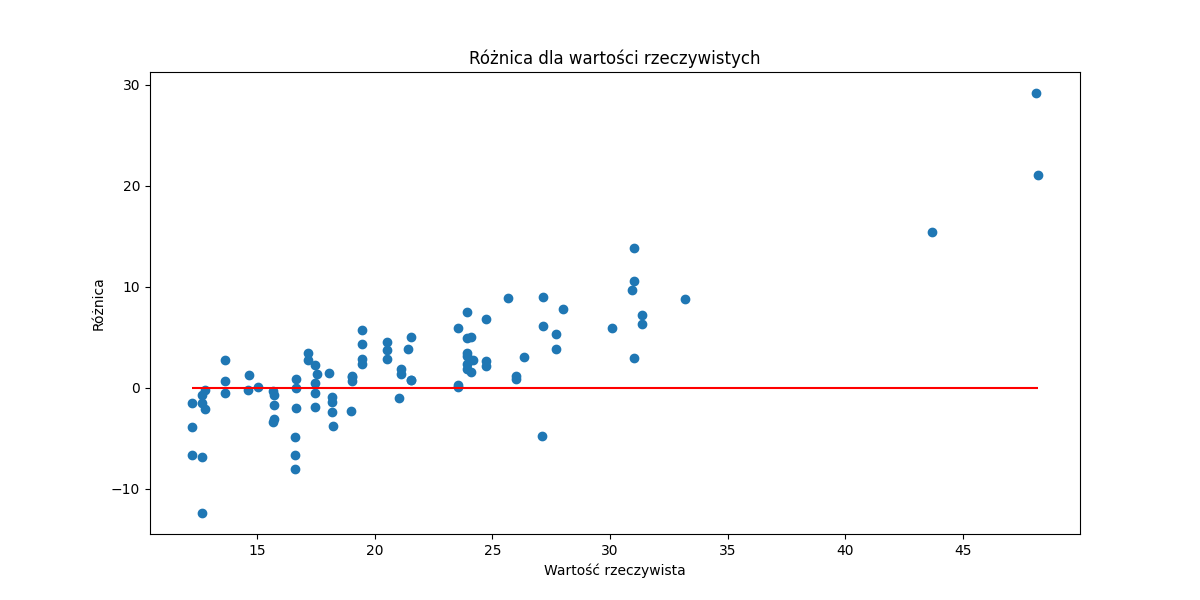 Różnica dla wartości rzeczywistych
30
20
10
0
−10
Różnica
15 20 25 30 35 40 45
Wartość rzeczywista